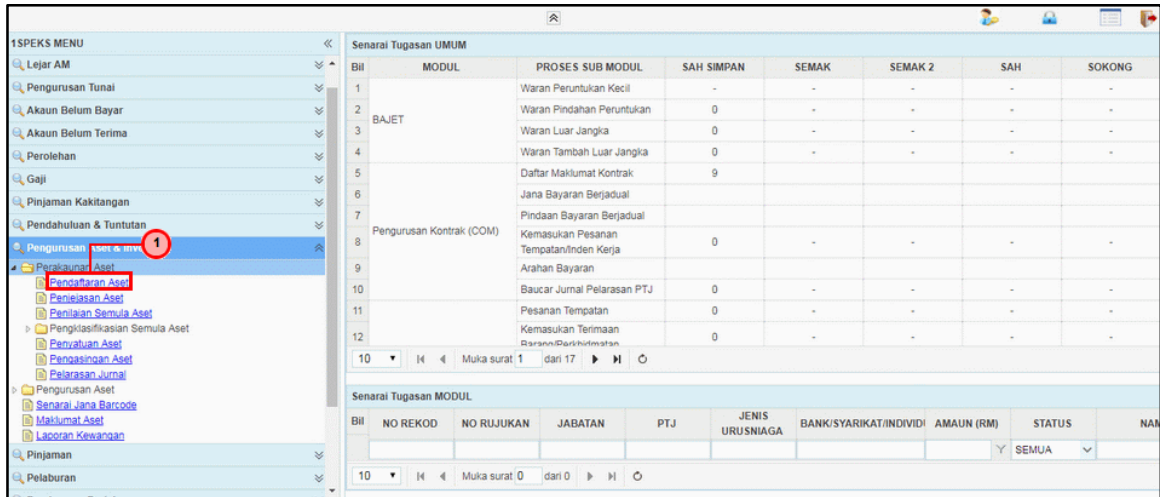 1SPEKS MENU
Lejar AM
Pengurusan Tunai
Akaun Belum Bayar
Akaun Belum Terima
Perolehan
Gaji
Pinjaman Kakitangan
Pendahuluan & Tuntutan
Pengurusan Aset & Inve
1
Perakaunan Aset
Pendaftaran Aset
Penjejasan Aset
Penilaian Semula Aset
Pengklasifikasian Semula Aset
Penyatuan Aset
Pengasingan Aset
Pelarasan Jurnal
Pengurusan Aset
Senarai Jana Barcode
Maklumat Aset
Laporan Kewangan
Pinjaman
Pelaburan
Senarai Tugasan UMUM
Bil MODUL PROSES SUB MODUL SAH SIMPAN SEMAK SEMAK 2 SAH SOKONG
1 Waran Peruntukan Kecil - - - - -
BAJET
2 Waran Pindahan Peruntukan 0 - - - -
3 Waran Luar Jangka 0 - - - -
4 Waran Tambah Luar Jangka 0 - - - -
5 Daftar Maklumat Kontrak 9
6 Jana Bayaran Berjadual
7 Pindaan Bayaran Berjadual
Pengurusan Kontrak (COM)
8 Kemasukan Pesanan
Tempatan/Inden Kerja 0 - - - -
9 Arahan Bayaran
10 Baucar Jurnal Pelarasan PTJ 0 - - - -
11 Pesanan Tempatan 0 - - - -
12 Kemasukan Terimaan
Barang/Perkhidmatan 0 - - - -
10 Muka surat 1 dari 17
Senarai Tugasan MODUL
Bil NO REKOD NO RUJUKAN JABATAN PTJ JENIS
URUSNIAGA BANK/SYARIKAT/INDIVIDU AMAUN (RM) STATUS NAM
SEMUA
10 Muka surat 0 dari 0